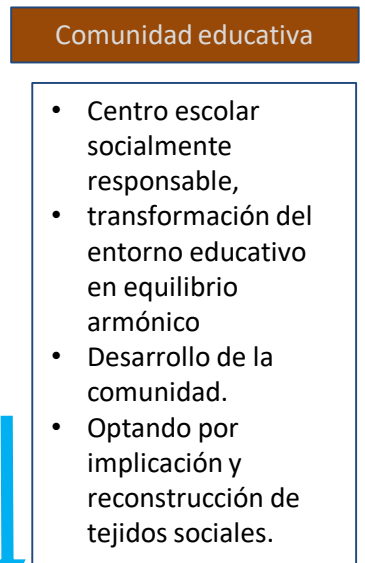 Comunidad educativa
• Centro escolar
socialmente
responsable,
• transformación del
entorno educativo
en equilibrio
armónico
• Desarrollo de la
comunidad.
• Optando por
implicación y
reconstrucción de
tejidos sociales.